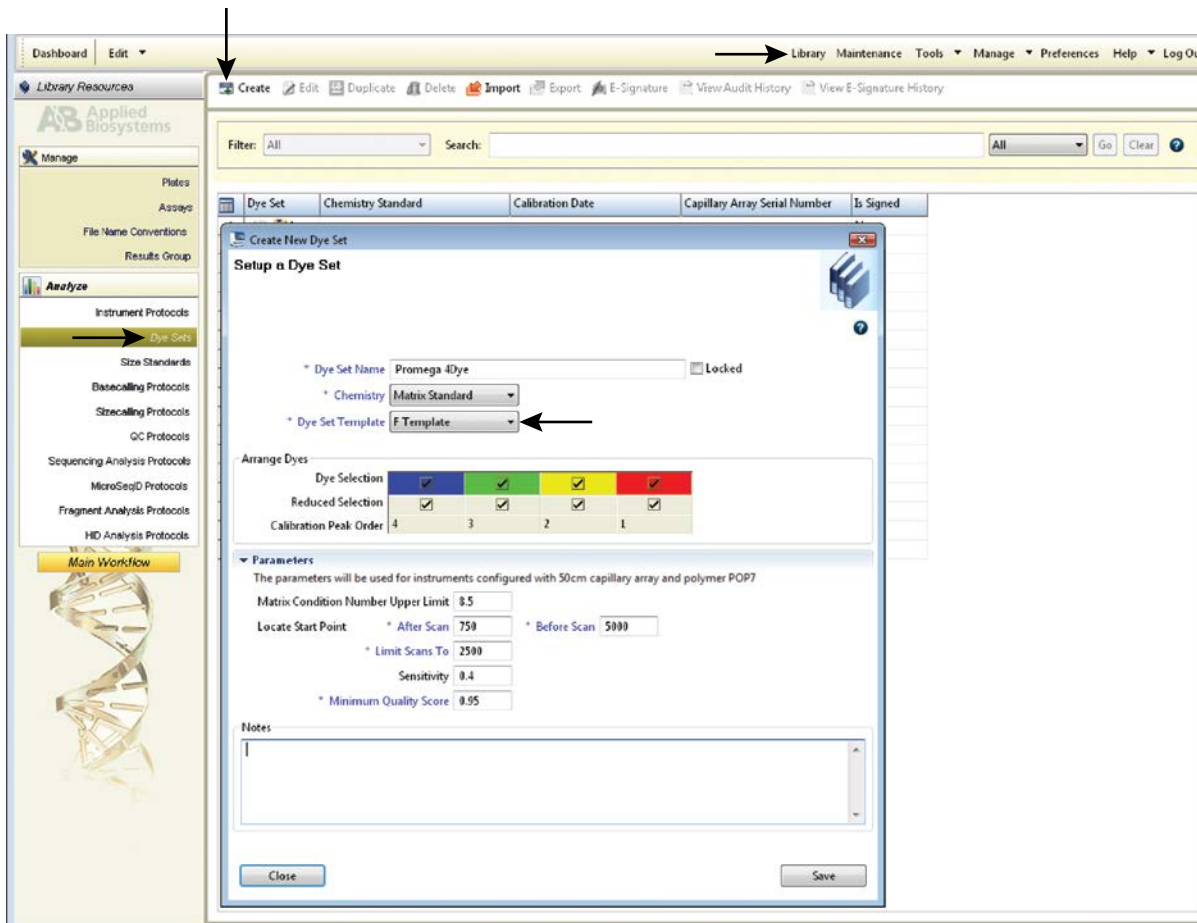 Dashboard Edit Library Maintenance Tools Manage Preferences Help Log Ou
Library Resources
AB Applied Biosystems
Manage
Plates
Assays
File Name Conventions
Results Group
Analyze
Instrument Protocols
Dye Sets
Size Standards
Basecalling Protocols
Sizecalling Protocols
QC Protocols
Sequencing Analysis Protocols
MicroSeqID Protocols
Fragment Analysis Protocols
HID Analysis Protocols
Main Workflow
Create Edit Duplicate Delete Import Export E-Signature View Audit History View E-Signature History
Filter: All Search: All Go Clear ?
Dye Set Chemistry Standard Calibration Date Capillary Array Serial Number Is Signed
Create New Dye Set
Setup a Dye Set
?
* Dye Set Name Promega 4Dye Locked
* Chemistry Matrix Standard
* Dye Set Template F Template
Arrange Dyes
Dye Selection
Reduced Selection
Calibration Peak Order 4 3 2 1
Parameters
The parameters will be used for instruments configured with 50cm capillary array and polymer POP7
Matrix Condition Number Upper Limit 8.5
Locate Start Point * After Scan 750 * Before Scan 5000
* Limit Scans To 2500
Sensitivity 0.4
* Minimum Quality Score 0.95
Notes
Close Save